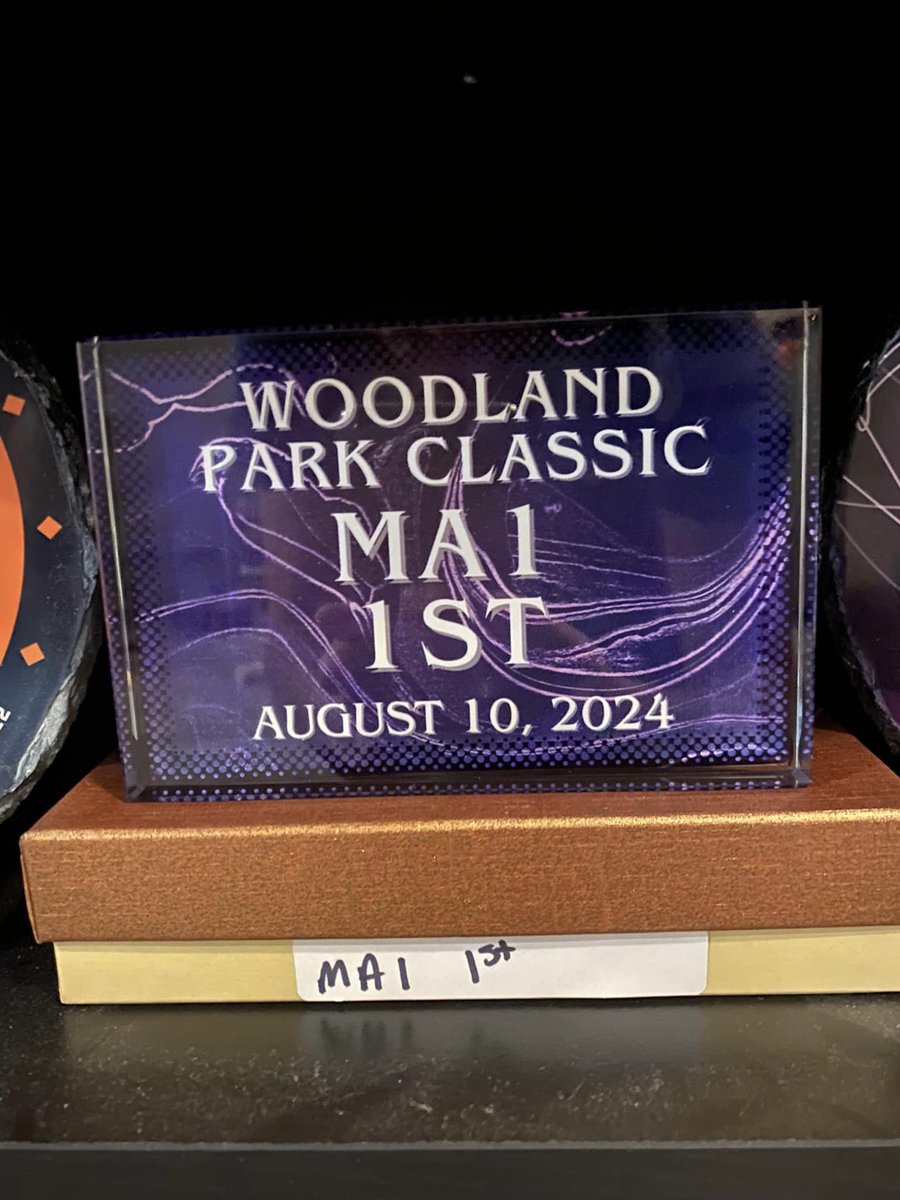 WOODLAND
PARK CLASSIC
MA1
1ST
AUGUST 10, 2024
MA1 1st